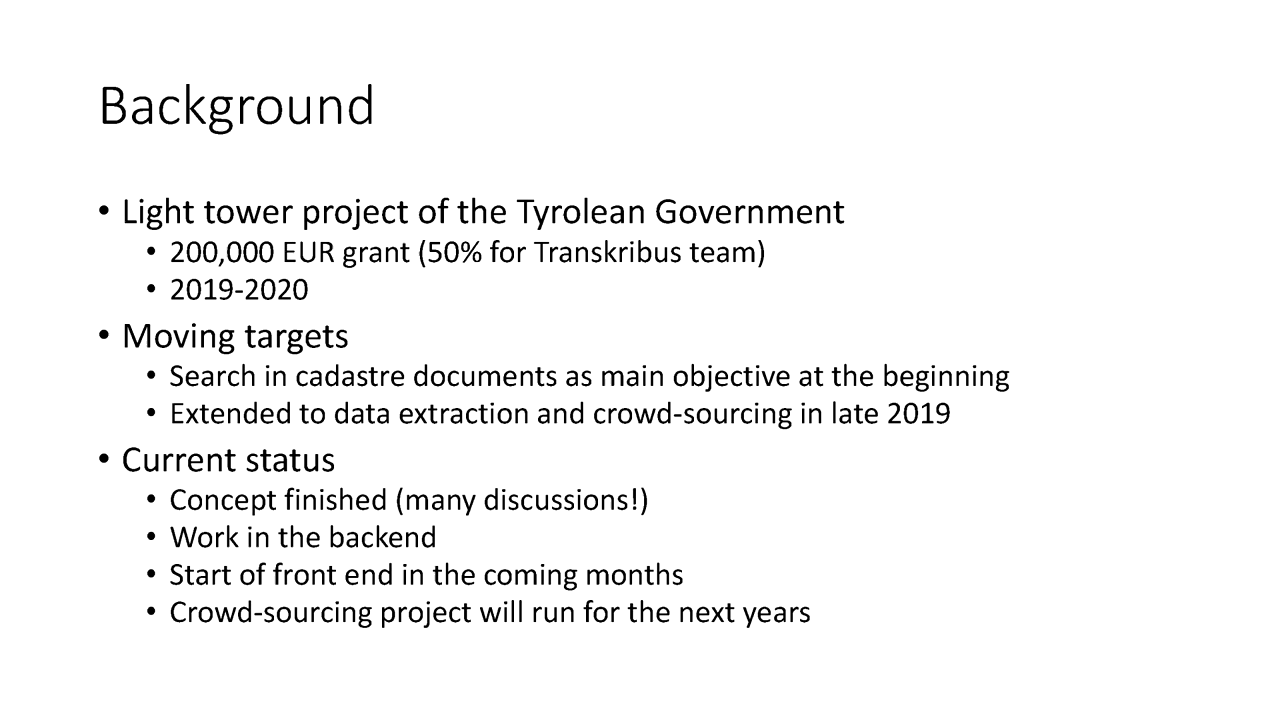 Background
• Light tower project of the Tyrolean Government
• 200,000 EUR grant (50% for Transkribus team)
• 2019-2020
• Moving targets
• Search in cadastre documents as main objective at the beginning
• Extended to data extraction and crowd-sourcing in late 2019
• Current status
• Concept finished (many discussions!)
• Work in the backend
• Start of front end in the coming months
• Crowd-sourcing project will run for the next years